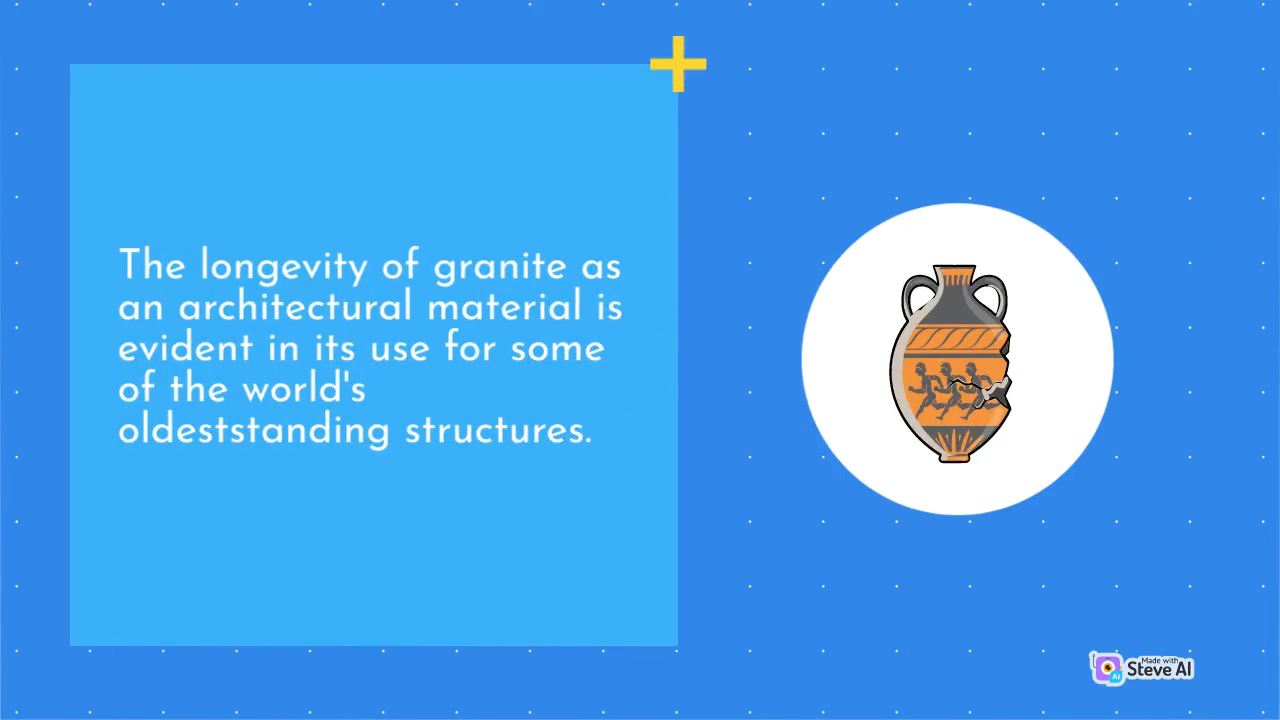 The longevity of granite as
an architectural material is
evident in its use for some
of the world's
oldeststanding structures.
Made with
Steve AI
AI